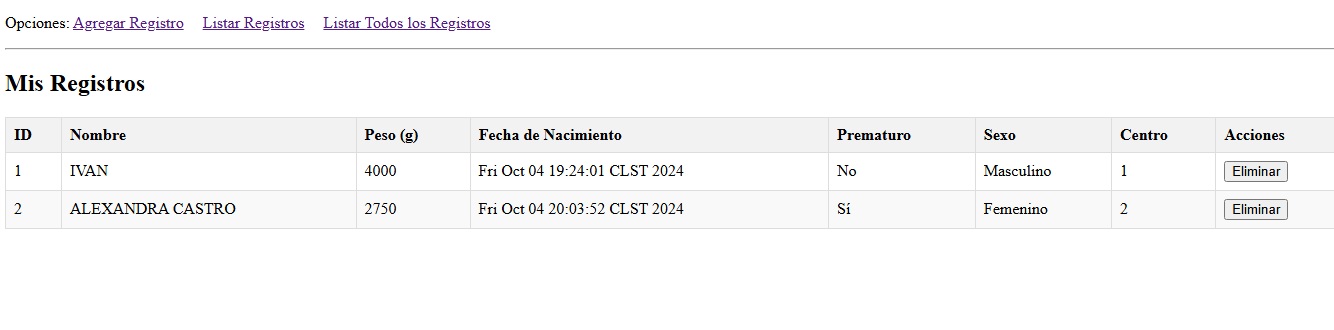 Opciones: Agregar Registro Listar Registros Listar Todos los Registros
Mis Registros
ID Nombre Peso (g) Fecha de Nacimiento Prematuro Sexo Centro Acciones
1 IVAN 4000 Fri Oct 04 19:24:01 CLST 2024 No Masculino 1 Eliminar
2 ALEXANDRA CASTRO 2750 Fri Oct 04 20:03:52 CLST 2024 Sí Femenino 2 Eliminar